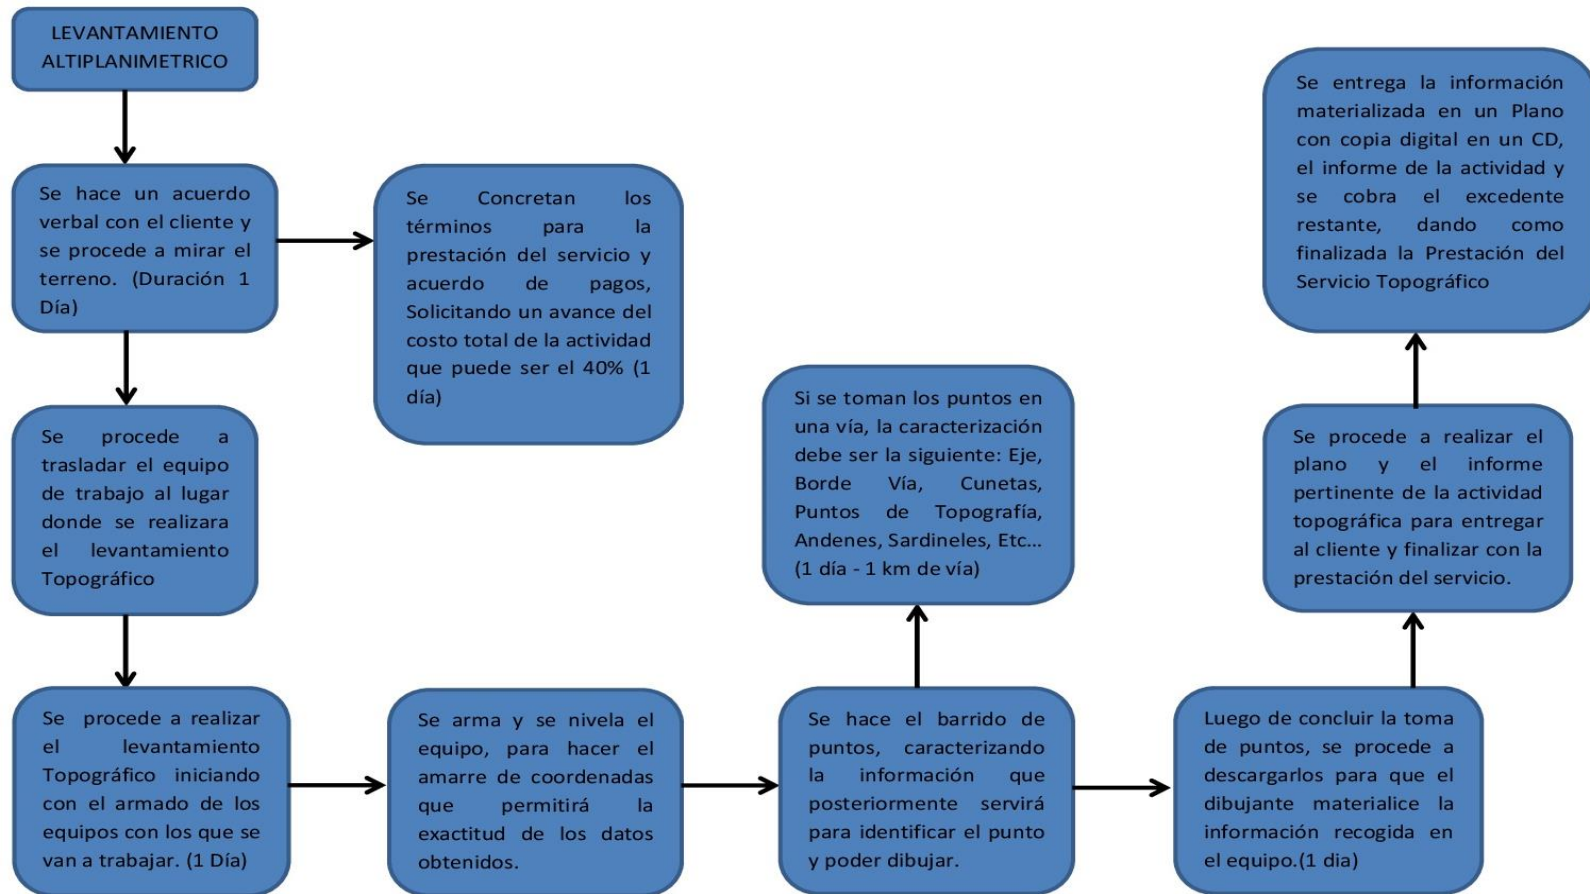 LEVANTAMIENTO
ALTIPLANIMETRICO
Se hace un acuerdo
verbal con el cliente y
se procede a mirar el
terreno. (Duración 1
Día)
Se Concretan los
términos para la
prestación del servicio y
acuerdo de pagos,
Solicitando un avance del
costo total de la actividad
que puede ser el 40% (1
día)
Se procede a
trasladar el equipo
de trabajo al lugar
donde se realizara
el levantamiento
Topográfico
Se procede a realizar
el levantamiento
Topográfico iniciando
con el armado de los
equipos con los que se
van a trabajar. (1 Día)
Se arma y se nivela el
equipo, para hacer el
amarre de coordenadas
que permitirá la
exactitud de los datos
obtenidos.
Se hace el barrido de
puntos, caracterizando
la información que
posteriormente servirá
para identificar el punto
y poder dibujar.
Si se toman los puntos en
una vía, la caracterización
debe ser la siguiente: Eje,
Borde Vía, Cunetas,
Puntos de Topografía,
Andenes, Sardineles, Etc...
(1 día - 1 km de vía)
Luego de concluir la toma
de puntos, se procede a
descargarlos para que el
dibujante materialice la
información recogida en
el equipo.(1 dia)
Se procede a realizar el
plano y el informe
pertinente de la actividad
topográfica para entregar
al cliente y finalizar con la
prestación del servicio.
Se entrega la información
materializada en un Plano
con copia digital en un CD,
el informe de la actividad y
se cobra el excedente
restante, dando como
finalizada la Prestación del
Servicio Topográfico